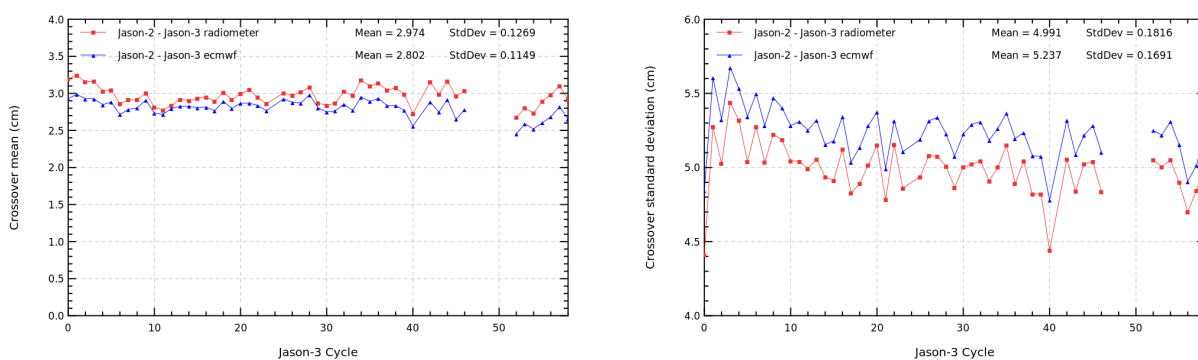 4.0
3.5
3.0
2.5
2.0
1.5
1.0
0.5
0.0
Crossover mean (cm)
Jason-2 - Jason-3 radiometer Mean = 2.974 StdDev = 0.1269
Jason-2 - Jason-3 ecmwf Mean = 2.802 StdDev = 0.1149
0 10 20 30 40 50
Jason-3 Cycle
6.0
5.5
5.0
4.5
4.0
Crossover standard deviation (cm)
Jason-2 - Jason-3 radiometer Mean = 4.991 StdDev = 0.1816
Jason-2 - Jason-3 ecmwf Mean = 5.237 StdDev = 0.1691
0 10 20 30 40 50
Jason-3 Cycle